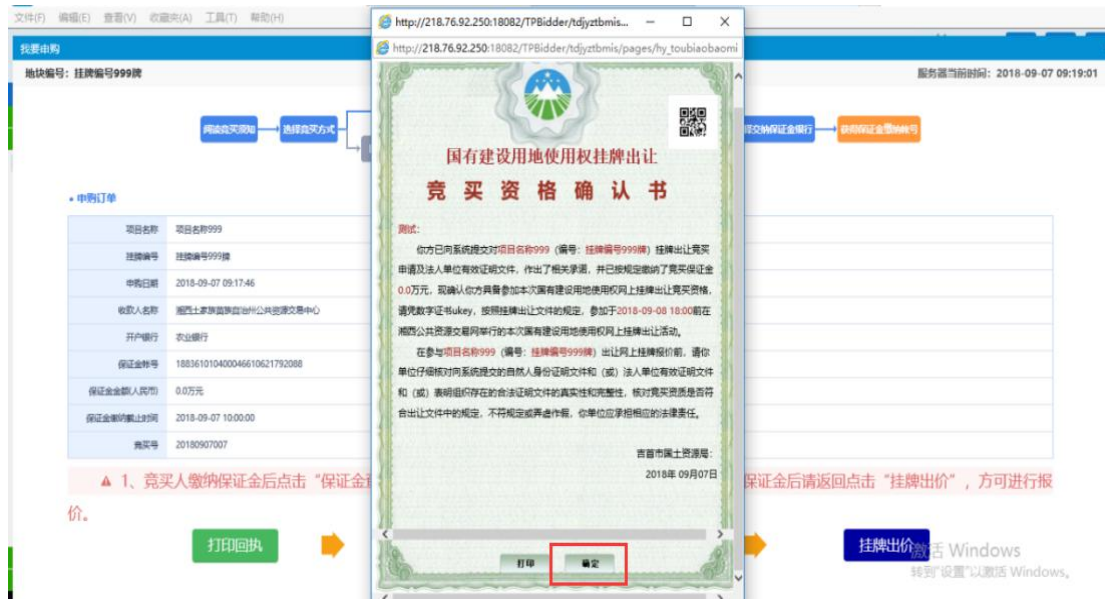 文件(F) 编辑(E) 查看(V) 收藏夹(A) 工具(T) 帮助(H)
http://218.76.92.250:18082/TPBidder/tdjyztbmis...
http://218.76.92.250:18082/TPBidder/tdjyztbmis/pages/hy_toubiaobaomi
我要申购
地块编号：挂牌编号999牌
服务器当前时间：2018-09-07 09:19:01
阅读竞买须知
选择竞买方式
择交纳保证金银行
获得保证金缴纳帐号
• 申购订单
项目名称 项目名称999
挂牌编号 挂牌编号999牌
申购日期 2018-09-07 09:17:46
收款人名称 湘西土家族苗族自治州公共资源交易中心
开户银行 农业银行
保证金帐号 18836101040004661062179​2088
保证金金额(人民币) 0.0万元
保证金缴纳截止时间 2018-09-07 10:00:00
竞买号 20180907007
1、竞买人缴纳保证金后点击“保证金
保证金后请返回点击“挂牌出价”，方可进行报
价。
打印回执
挂牌出价
国有建设用地使用权挂牌出让
竞买资格确认书
测试：
你方已向系统提交对项目名称999（编号：挂牌编号999牌）挂牌出让竞买
申请及法人单位有效证明文件，作出了相关承诺，并已按规定缴纳了竞买保证金
0.0万元，现确认你方具备参加本次国有建设用地使用权网上挂牌出让竞买资格，
请凭数字证书ukey，按照挂牌出让文件的规定，参加于2018-09-08 18:00前在
湘西公共资源交易网举行的本次国有建设用地使用权网上挂牌出让活动。
在参与项目名称999（编号：挂牌编号999牌）出让网上挂牌报价前，请你
单位仔细核对向系统提交的自然人身份证明文件和（或）法人单位有效证明文件
和（或）表明组织存在的合法证明文件的真实性和完整性，核对竞买资质是否符
合出让文件中的规定，不符规定或弄虚作假，你单位应承担相应的法律责任。
吉首市国土资源局：
2018年 09月07日
打印
确定
激活 Windows
转到"设置"以激活 Windows。